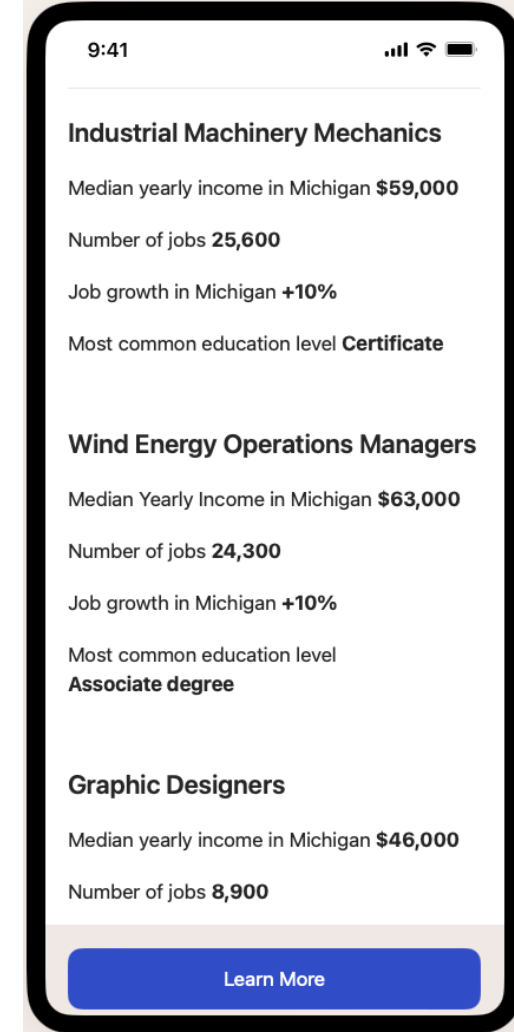 9:41
Industrial Machinery Mechanics
Median yearly income in Michigan $59,000
Number of jobs 25,600
Job growth in Michigan +10%
Most common education level Certificate
Wind Energy Operations Managers
Median Yearly Income in Michigan $63,000
Number of jobs 24,300
Job growth in Michigan +10%
Most common education level
Associate degree
Graphic Designers
Median yearly income in Michigan $46,000
Number of jobs 8,900
Learn More